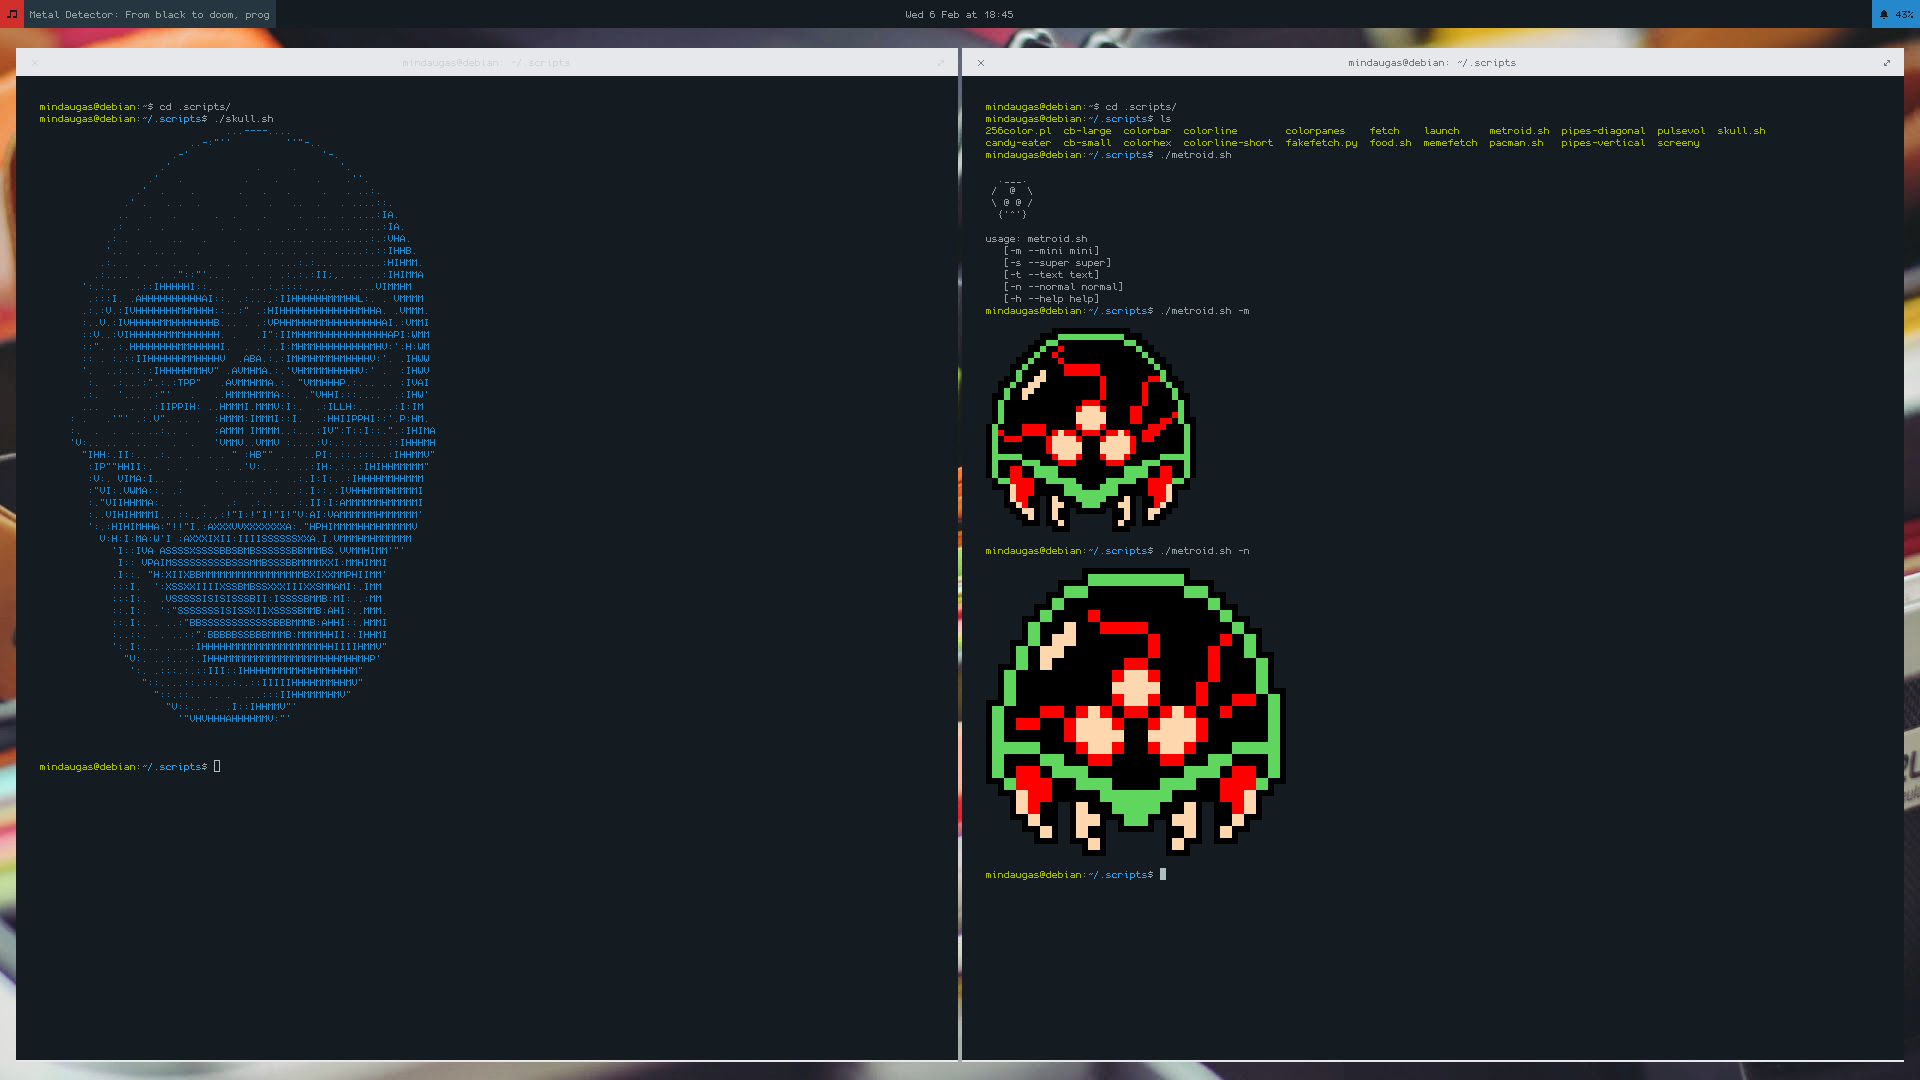 Metal Detector: From black to doom, prog
Wed 6 Feb at 18:45
43%
mindaugas@debian: ~/.scripts
mindaugas@debian:~$ cd .scripts/
mindaugas@debian:~/.scripts$ ./skull.sh
mindaugas@debian:~/.scripts$
mindaugas@debian: ~/.scripts
mindaugas@debian:~$ cd .scripts/
mindaugas@debian:~/.scripts$ ls
256color.pl cb-large colorbar colorline colorpanes fetch launch metroid.sh pipes-diagonal pulsevol skull.sh
candy-eater cb-small colorhex colorline-short fakefetch.py food.sh memefetch pacman.sh pipes-vertical screeny
mindaugas@debian:~/.scripts$ ./metroid.sh
usage: metroid.sh
[-m --mini mini]
[-s --super super]
[-t --text text]
[-n --normal normal]
[-h --help help]
mindaugas@debian:~/.scripts$ ./metroid.sh -m
mindaugas@debian:~/.scripts$ ./metroid.sh -n
mindaugas@debian:~/.scripts$